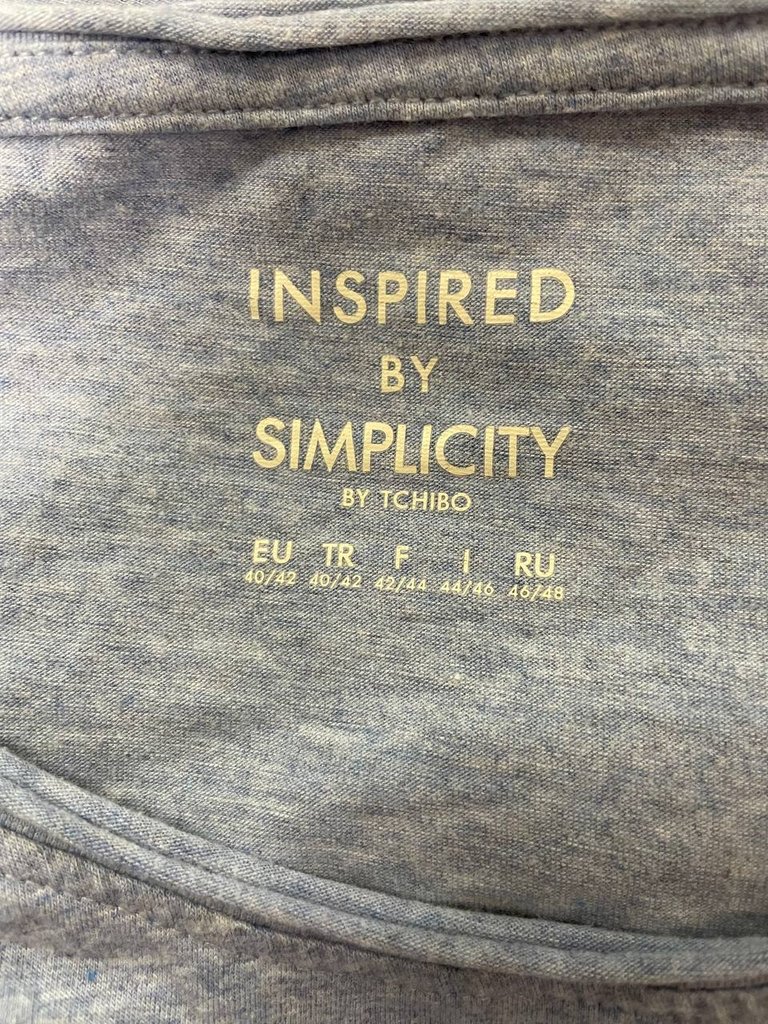 INSPIRED
BY
SIMPLICITY
BY TCHIBO
EU TR F I RU
40/42 40/42 42/44 44/46 46/48